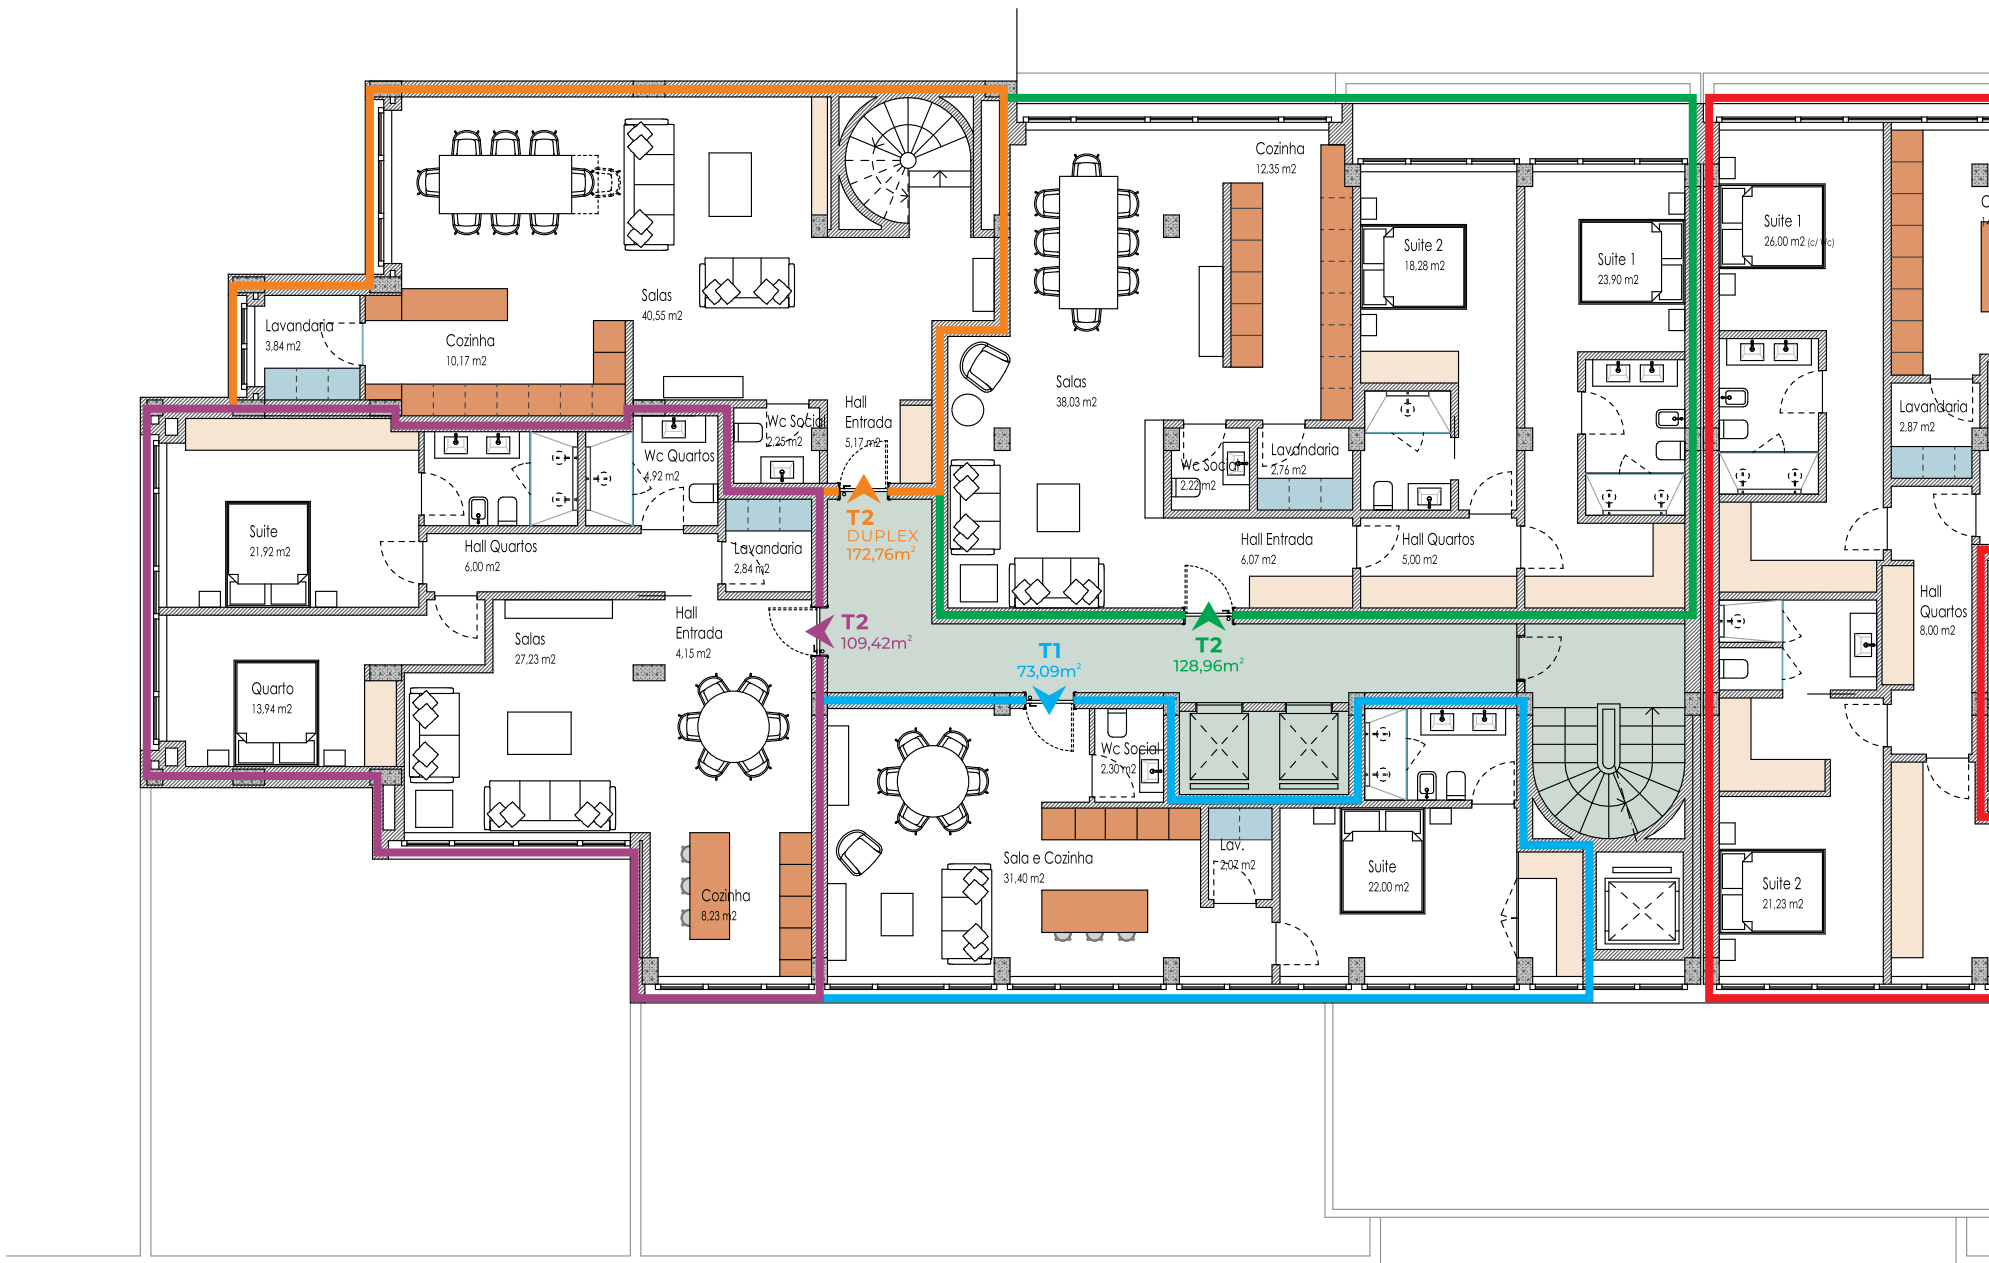 Lavandaria
3,84 m2
Cozinha
10,17 m2
Salas
40,55 m2
Wc Social
2,25 m2
Hall
Entrada
5,17 m2
T2
DUPLEX
172,76m²
Suite
21,92 m2
Hall Quartos
6,00 m2
Wc Quartos
4,92 m2
Lavandaria
2,84 m2
Quarto
13,94 m2
Salas
27,23 m2
Hall
Entrada
4,15 m2
Cozinha
8,23 m2
T2
109,42m²
Cozinha
12,35 m2
Salas
38,03 m2
Suite 2
18,28 m2
Suite 1
23,90 m2
Wc Social
2,22 m2
Lavandaria
2,76 m2
Hall Entrada
6,07 m2
Hall Quartos
5,00 m2
T2
128,96m²
T1
73,09m²
Wc Social
2,30 m2
Sala e Cozinha
31,40 m2
Lav.
2,07 m2
Suite
22,00 m2
Suite 1
26,00 m2 (c/ Wc)
Lavandaria
2,87 m2
Hall
Quartos
8,00 m2
Suite 2
21,23 m2